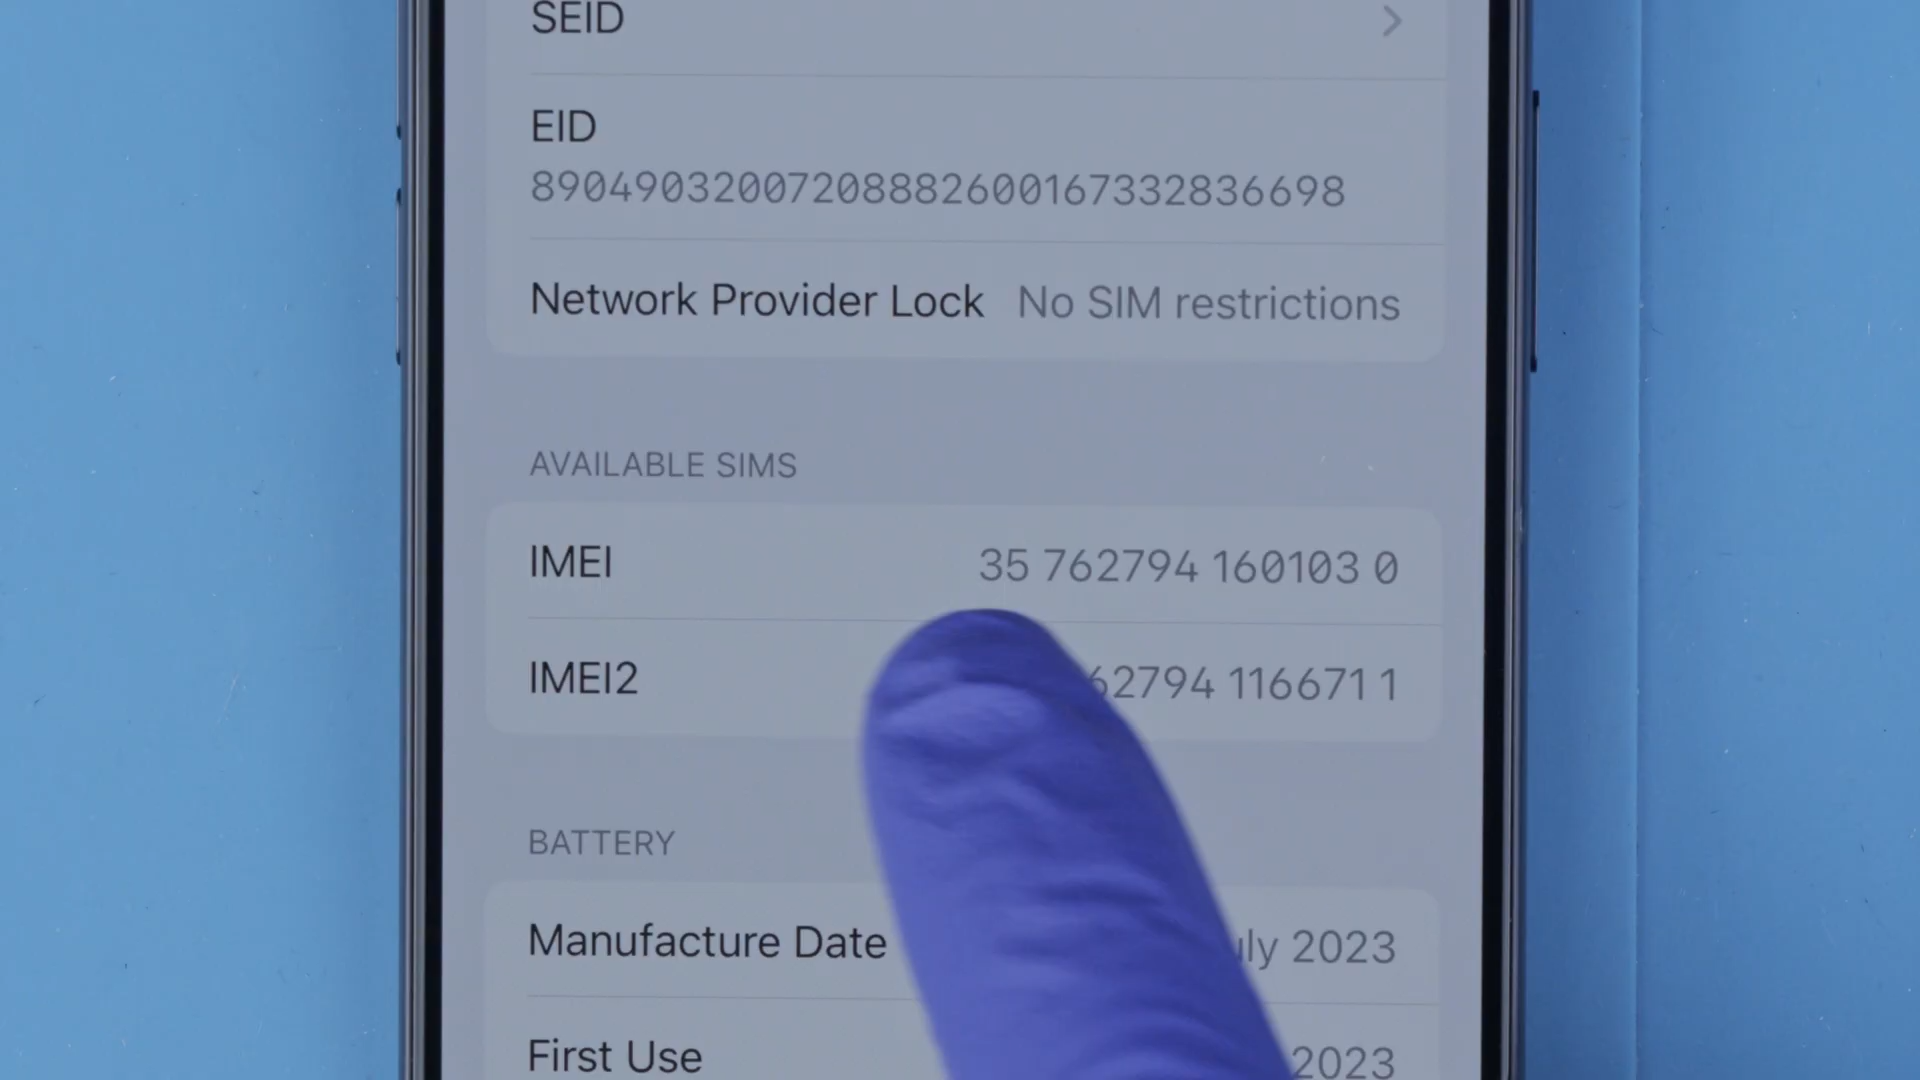 SEID
EID
89049032007208882600167332836698
Network Provider Lock No SIM restrictions
AVAILABLE SIMS
IMEI 35 762794 160103 0
IMEI2 62794 116671 1
BATTERY
Manufacture Date 2023
First Use 2023